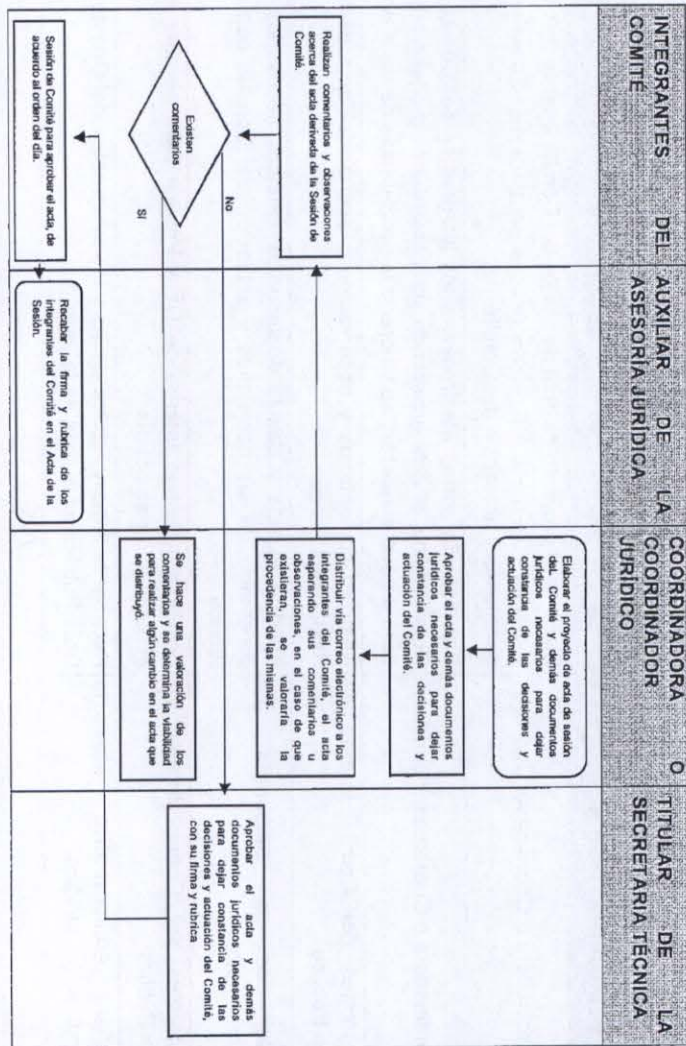 INTEGRANTES DEL
COMITÉ
AUXILIAR DE LA
ASESORÍA JURÍDICA
COORDINADORA O
COORDINADOR
JURÍDICO
TITULAR DE LA
SECRETARIA TÉCNICA
Elaborar el proyecto de acta de sesión
del Comité y demás documentos
jurídicos necesarios para dejar
constancia de las decisiones y
actuación del Comité.
Aprobar el acta y demás documentos
jurídicos necesarios para dejar
constancia de las decisiones y
actuación del Comité.
Distribuir vía correo electrónico a los
integrantes del Comité, el acta
esperando sus comentarios u
observaciones, en el caso de que
existieran, se valoraría la
procedencia de las mismas.
Realizan comentarios y observaciones
acerca del acta derivada de la Sesión de
Comité.
Existen
comentarios
No
SI
Se hace una valoración de los
comentarios y se determina la viabilidad
para realizar algún cambio en el acta que
se distribuyó.
Aprobar el acta y demás
documentos jurídicos necesarios
para dejar constancia de las
decisiones y actuación del Comité,
con su firma y rubrica
Sesión de Comité para aprobar el acta, de
acuerdo al orden del día.
Recabar la firma y rubrica de los
integrantes del Comité en el Acta de la
Sesión.